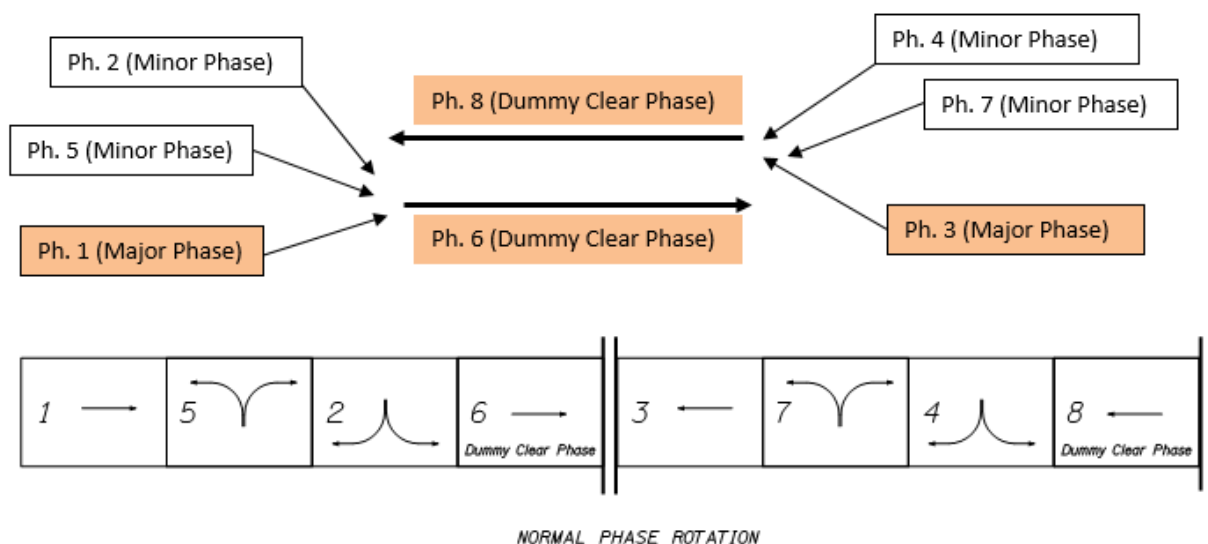 Ph. 2 (Minor Phase)
Ph. 4 (Minor Phase)
Ph. 8 (Dummy Clear Phase)
Ph. 7 (Minor Phase)
Ph. 5 (Minor Phase)
Ph. 1 (Major Phase)
Ph. 6 (Dummy Clear Phase)
Ph. 3 (Major Phase)
1
5
2
6
Dummy Clear Phase
3
7
4
8
Dummy Clear Phase
NORMAL PHASE ROTATION